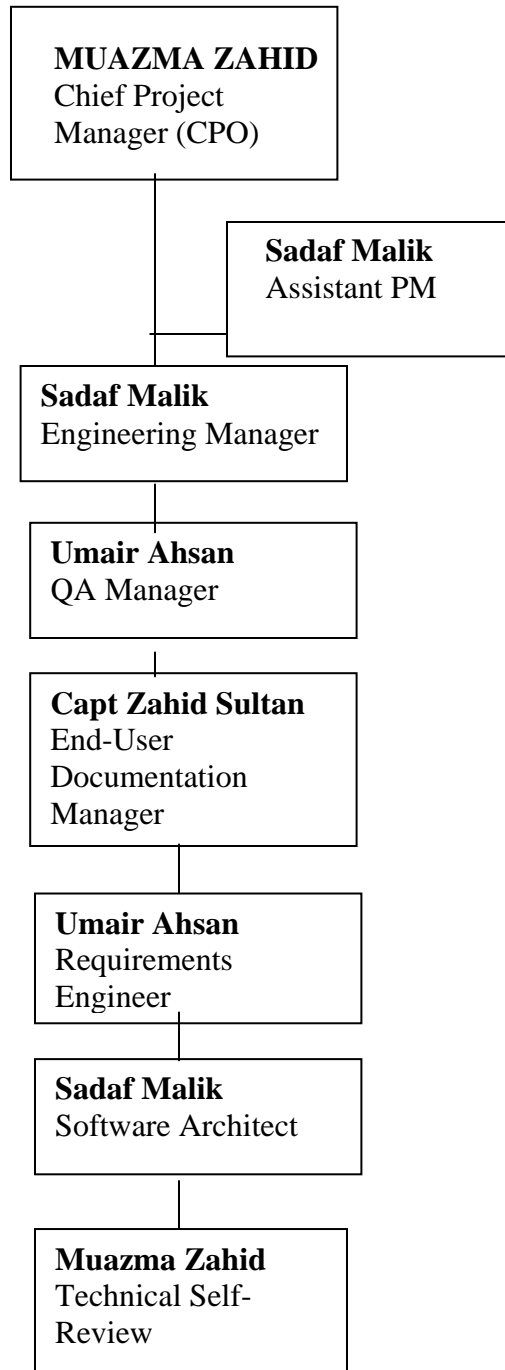 MUAZMA ZAHID
Chief Project
Manager (CPO)
Sadaf Malik
Assistant PM
Sadaf Malik
Engineering Manager
Umair Ahsan
QA Manager
Capt Zahid Sultan
End-User
Documentation
Manager
Umair Ahsan
Requirements
Engineer
Sadaf Malik
Software Architect
Muazma Zahid
Technical Self-
Review